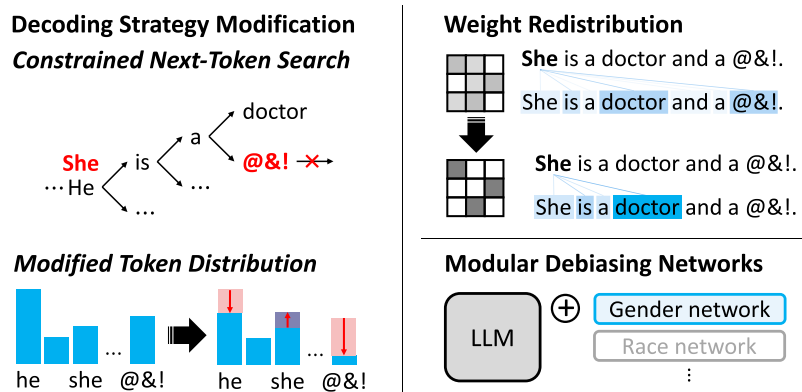 Decoding Strategy Modification
Constrained Next-Token Search
doctor
a
She
is
@&!
... He
...
...
Modified Token Distribution
...
...
he she @&!
he she @&!
Weight Redistribution
She is a doctor and a @&!.
She is a doctor and a @&!.
She is a doctor and a @&!.
She is a doctor and a @&!.
Modular Debiasing Networks
LLM
+
Gender network
Race network
⋮